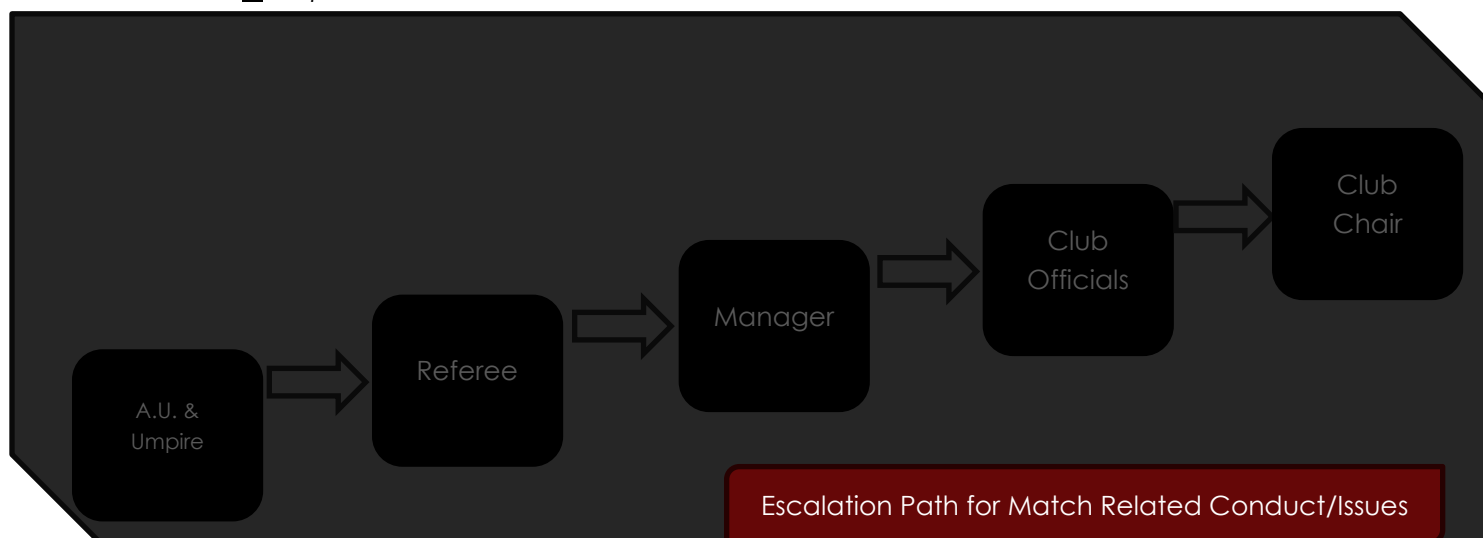 A.U. &
Umpire
Referee
Manager
Club
Officials
Club
Chair
Escalation Path for Match Related Conduct/Issues